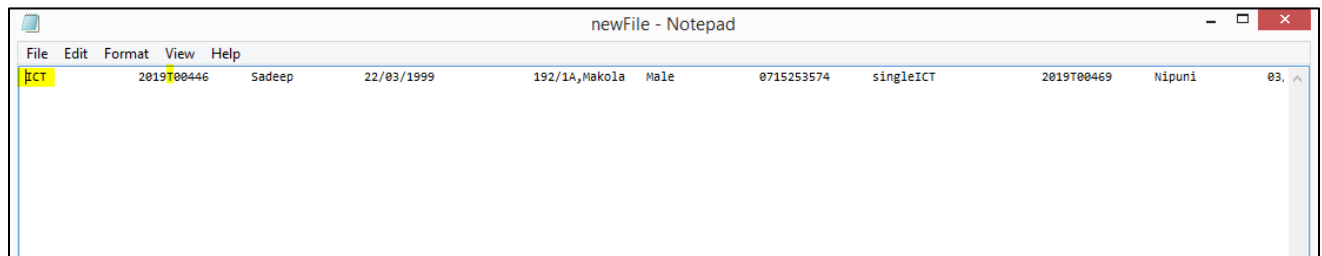 newFile - Notepad
File Edit Format View Help
ICT 2019T00446 Sadeep 22/03/1999 192/1A,Makola Male 0715253574 singleICT 2019T00469 Nipuni 03,